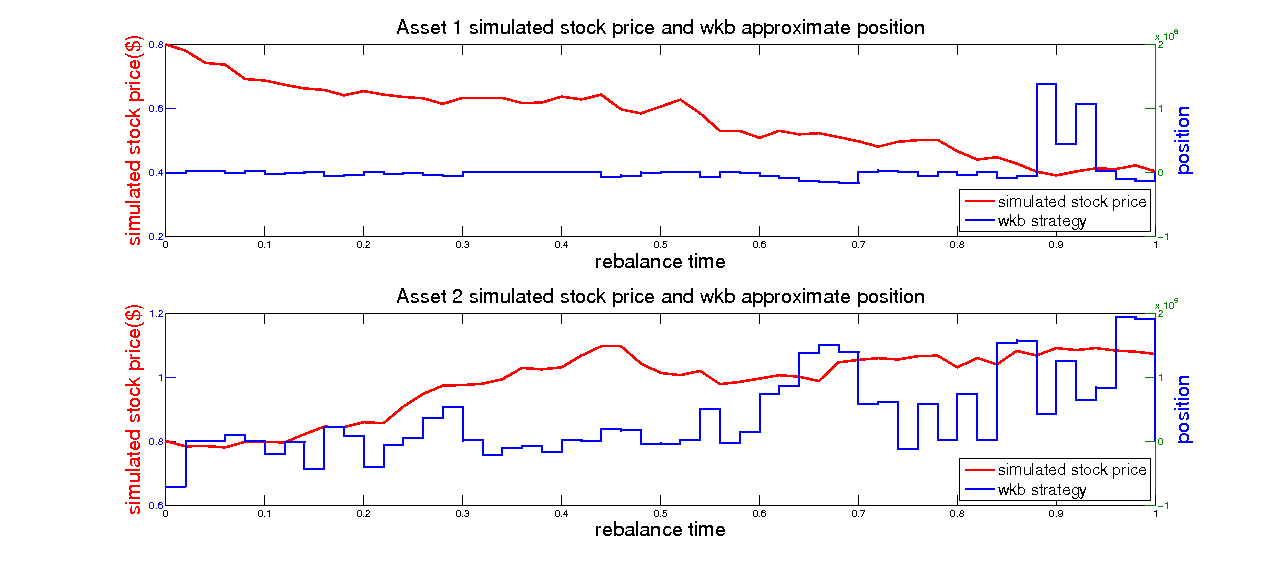 Asset 1 simulated stock price and wkb approximate position
simulated stock price($)
0.8
0.6
0.4
0.2
x 10
2
1
0
-1
position
simulated stock price
wkb strategy
0 0.1 0.2 0.3 0.4 0.5 0.6 0.7 0.8 0.9 1
rebalance time
Asset 2 simulated stock price and wkb approximate position
simulated stock price($)
1.2
1
0.8
0.6
x 10
2
1
0
-1
position
simulated stock price
wkb strategy
0 0.1 0.2 0.3 0.4 0.5 0.6 0.7 0.8 0.9 1
rebalance time